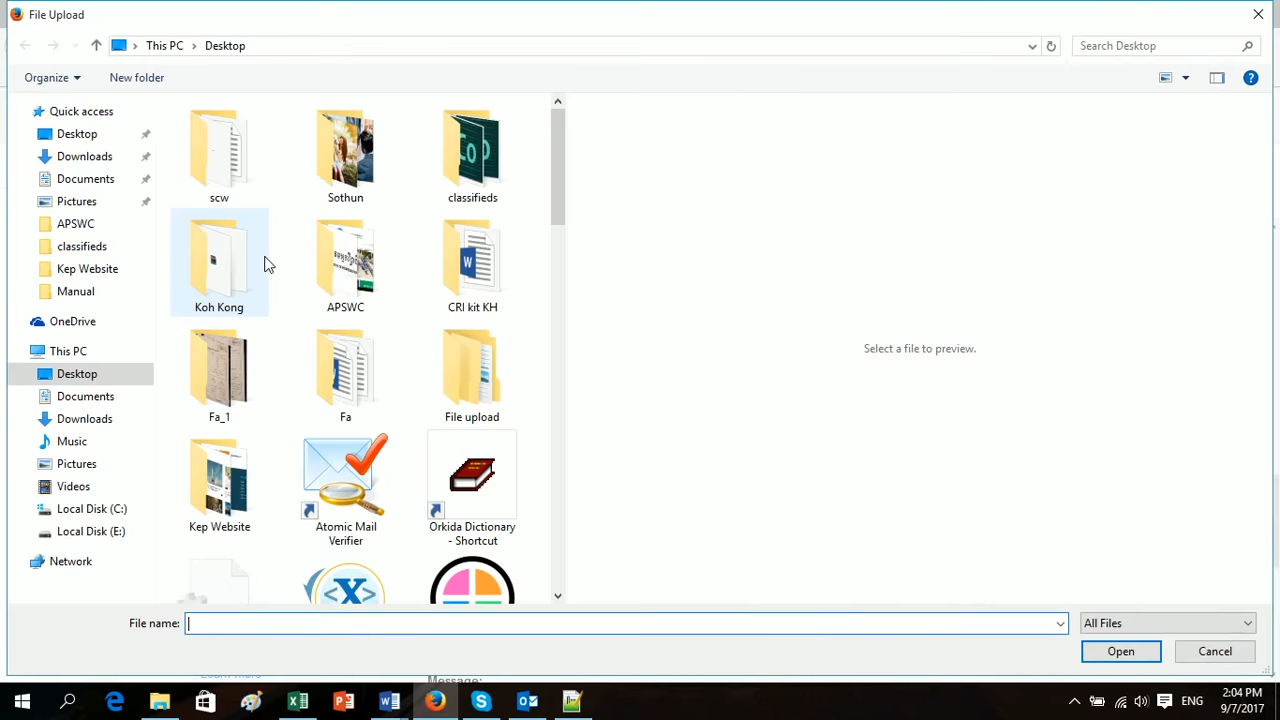 File Upload
This PC
Desktop
Search Desktop
Organize
New folder
Quick access
Desktop
Downloads
Documents
Pictures
APSWC
classifieds
Kep Website
Manual
OneDrive
This PC
Desktop
Documents
Downloads
Music
Pictures
Videos
Local Disk (C:)
Local Disk (E:)
Network
scw
Sothun
classifieds
Koh Kong
APSWC
CRI kit KH
Fa_1
Fa
File upload
Kep Website
Atomic Mail
Verifier
Orkida Dictionary
- Shortcut
Select a file to preview.
File name:
All Files
Open
Cancel
Learn more
Message:
ENG
2:04 PM
9/7/2017